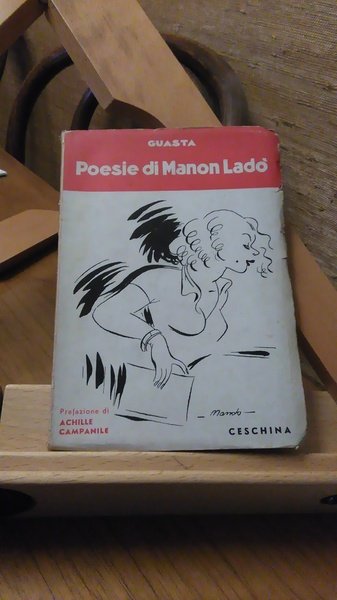 GUASTA
Poesie di Manon Ladò
Prefazione di
ACHILLE
CAMPANILE
CESCHINA